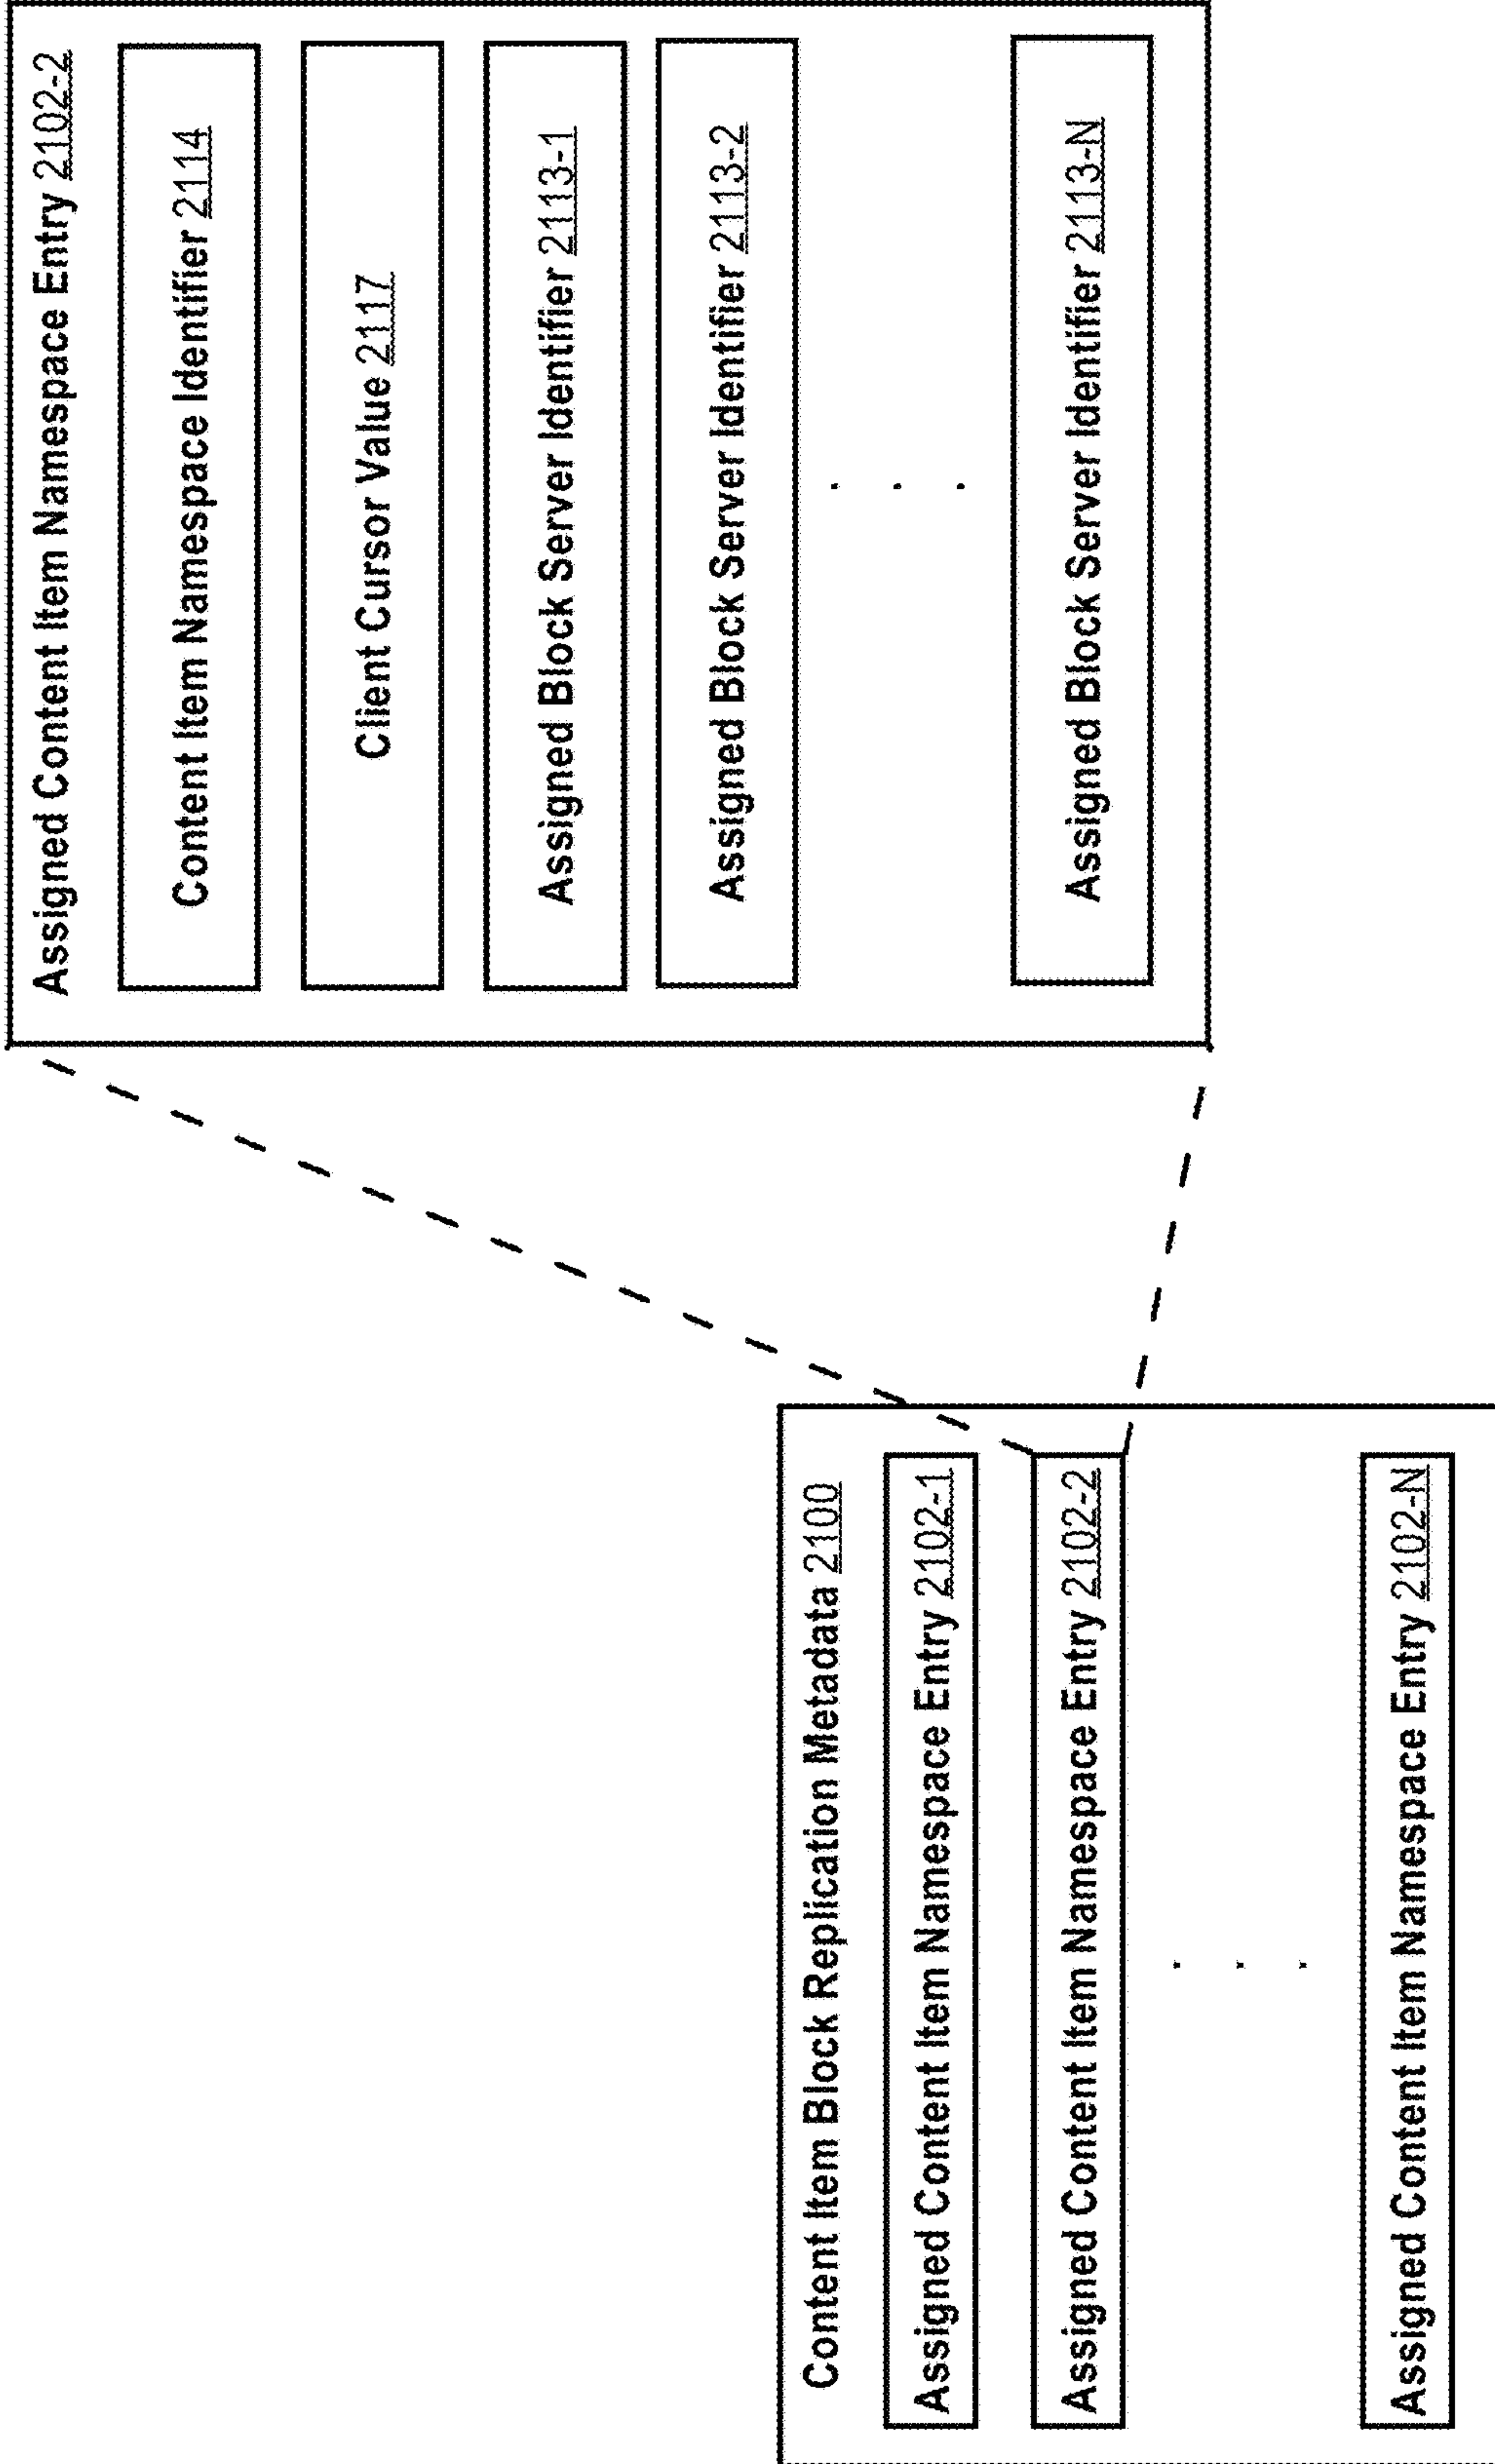 Content Item Block Replication Metadata 2100
Assigned Content Item Namespace Entry 2102-1
Assigned Content Item Namespace Entry 2102-2
. . .
Assigned Content Item Namespace Entry 2102-N
Assigned Content Item Namespace Entry 2102-2
Content Item Namespace Identifier 2114
Client Cursor Value 2117
Assigned Block Server Identifier 2113-1
Assigned Block Server Identifier 2113-2
. . .
Assigned Block Server Identifier 2113-N